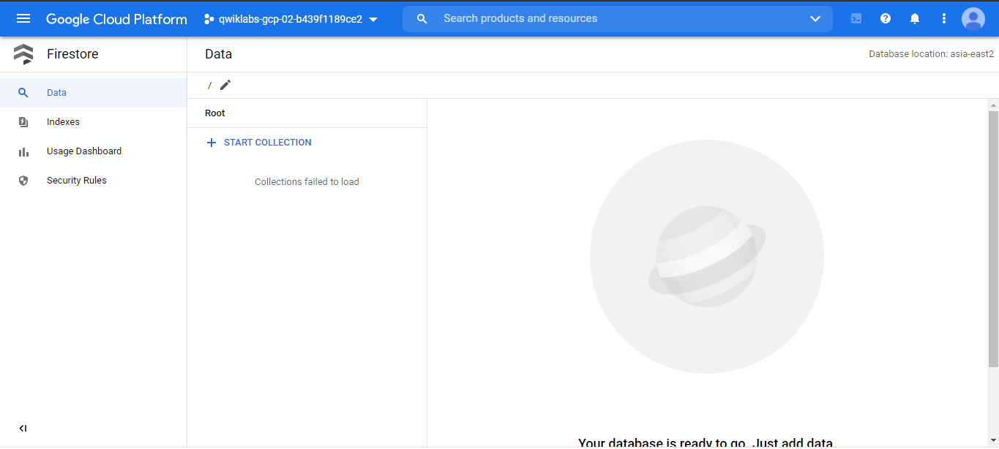 Google Cloud Platform
qwiklabs-gcp-02-b439f1189ce2
Search products and resources
Firestore
Data
Database location: asia-east2
Data
Indexes
Usage Dashboard
Security Rules
/
Root
START COLLECTION
Collections failed to load
Your database is ready to go. Just add data.